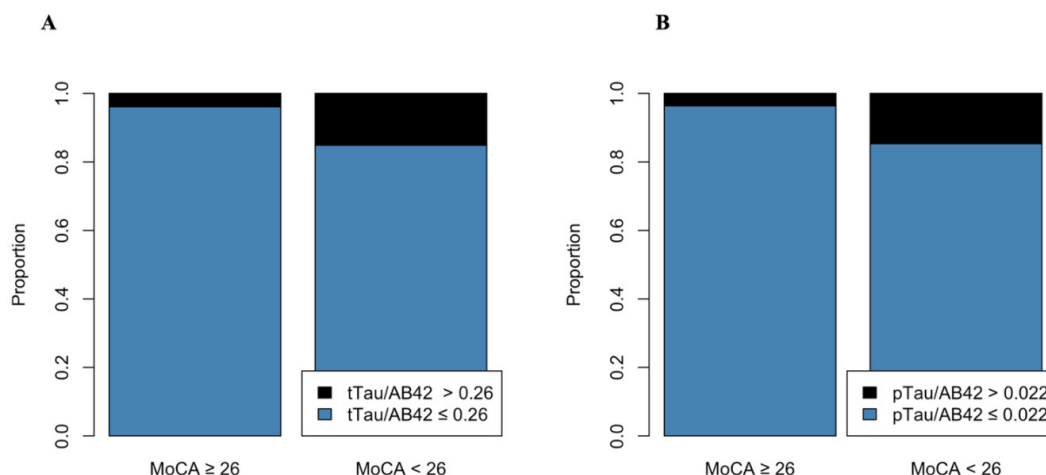 A
B
Proportion
1.0
0.8
0.6
0.4
0.2
0.0
tTau/AB42 > 0.26
tTau/AB42 ≤ 0.26
MoCA ≥ 26
MoCA < 26
Proportion
1.0
0.8
0.6
0.4
0.2
0.0
pTau/AB42 > 0.022
pTau/AB42 ≤ 0.022
MoCA ≥ 26
MoCA < 26